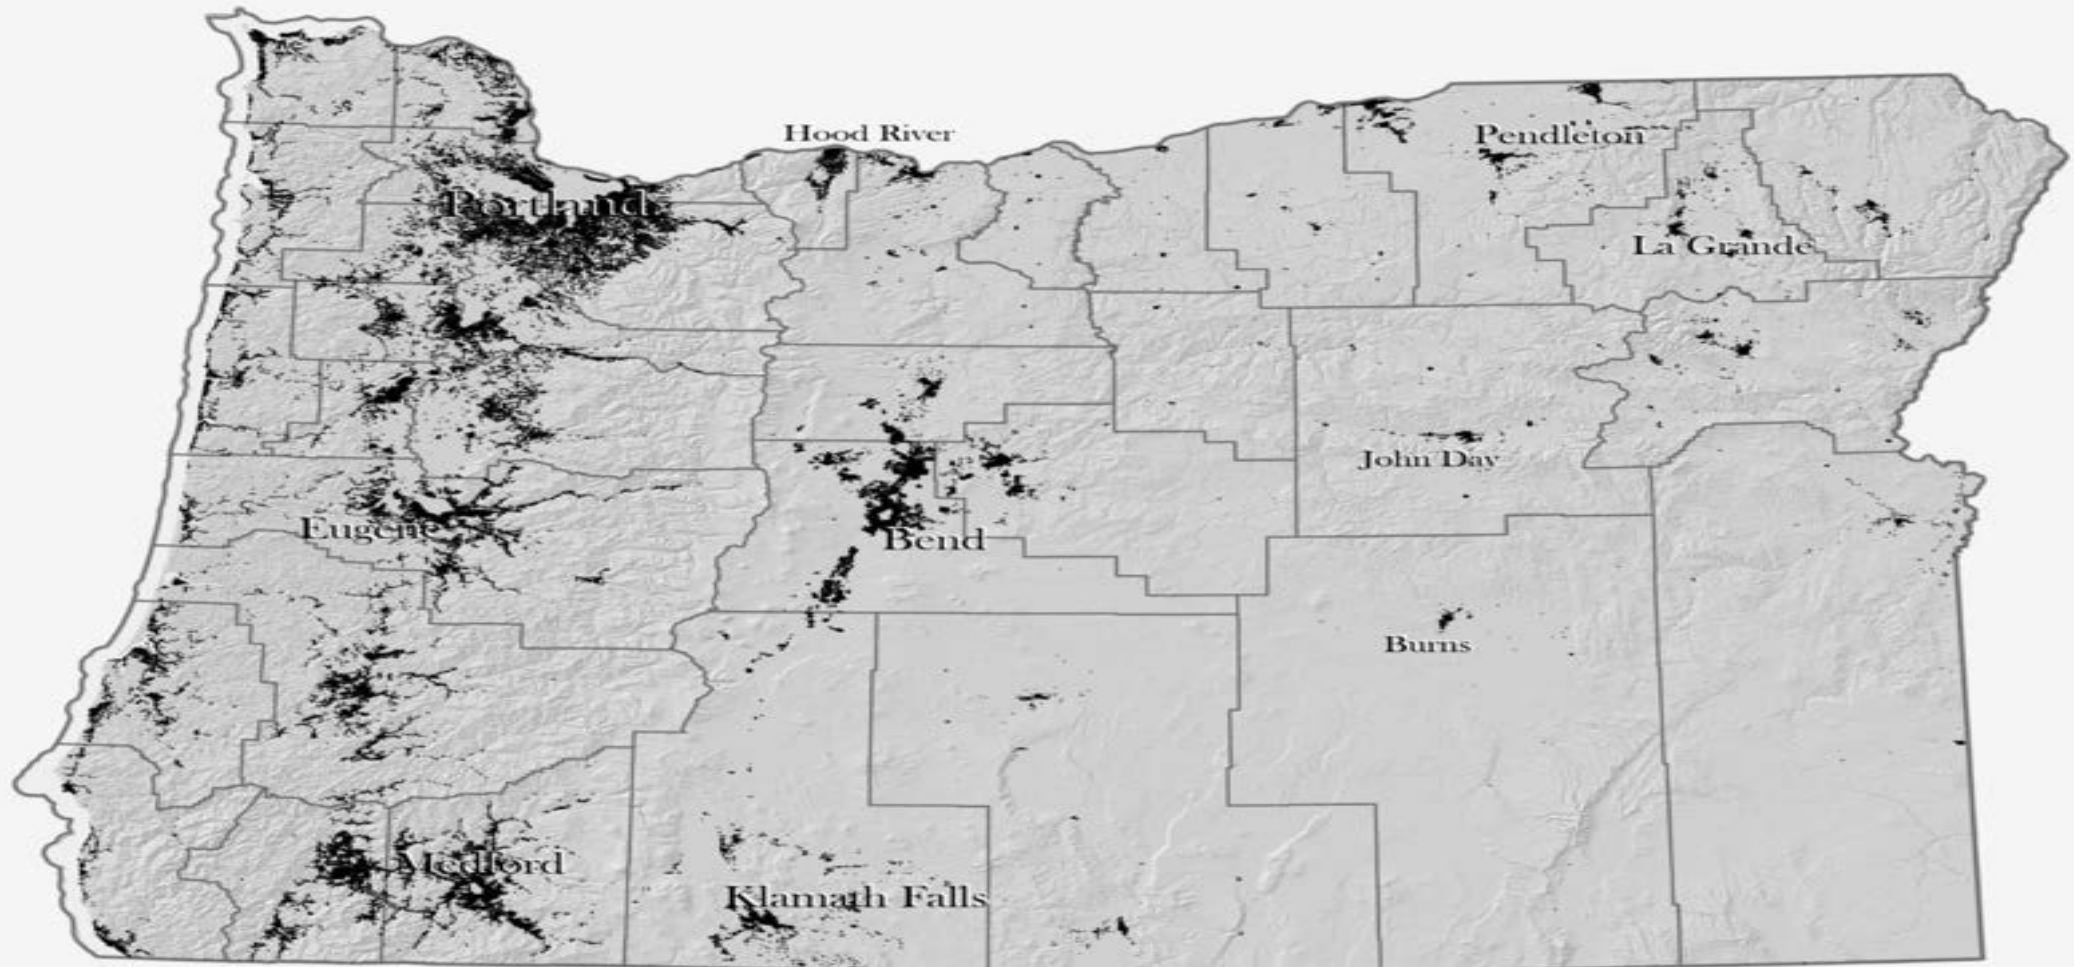 Hood River
Pendleton
Portland
La Grande
John Day
Eugene
Bend
Burns
Medford
Klamath Falls